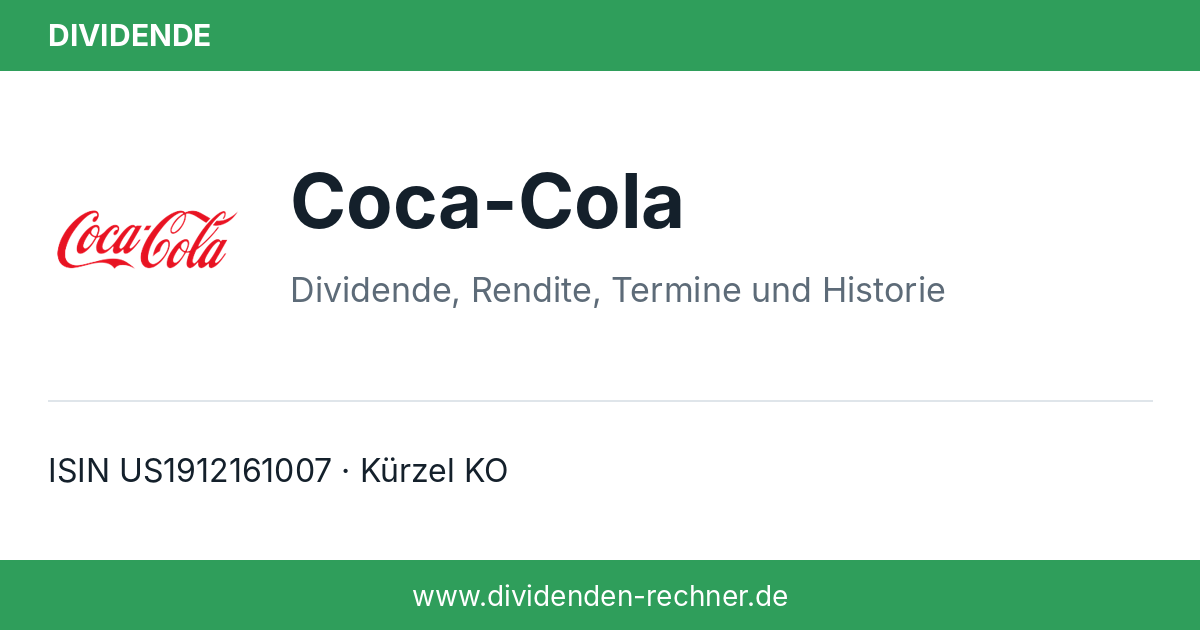 DIVIDENDE
Coca-Cola
Coca-Cola
Dividende, Rendite, Termine und Historie
ISIN US1912161007 · Kürzel KO
www.dividenden-rechner.de